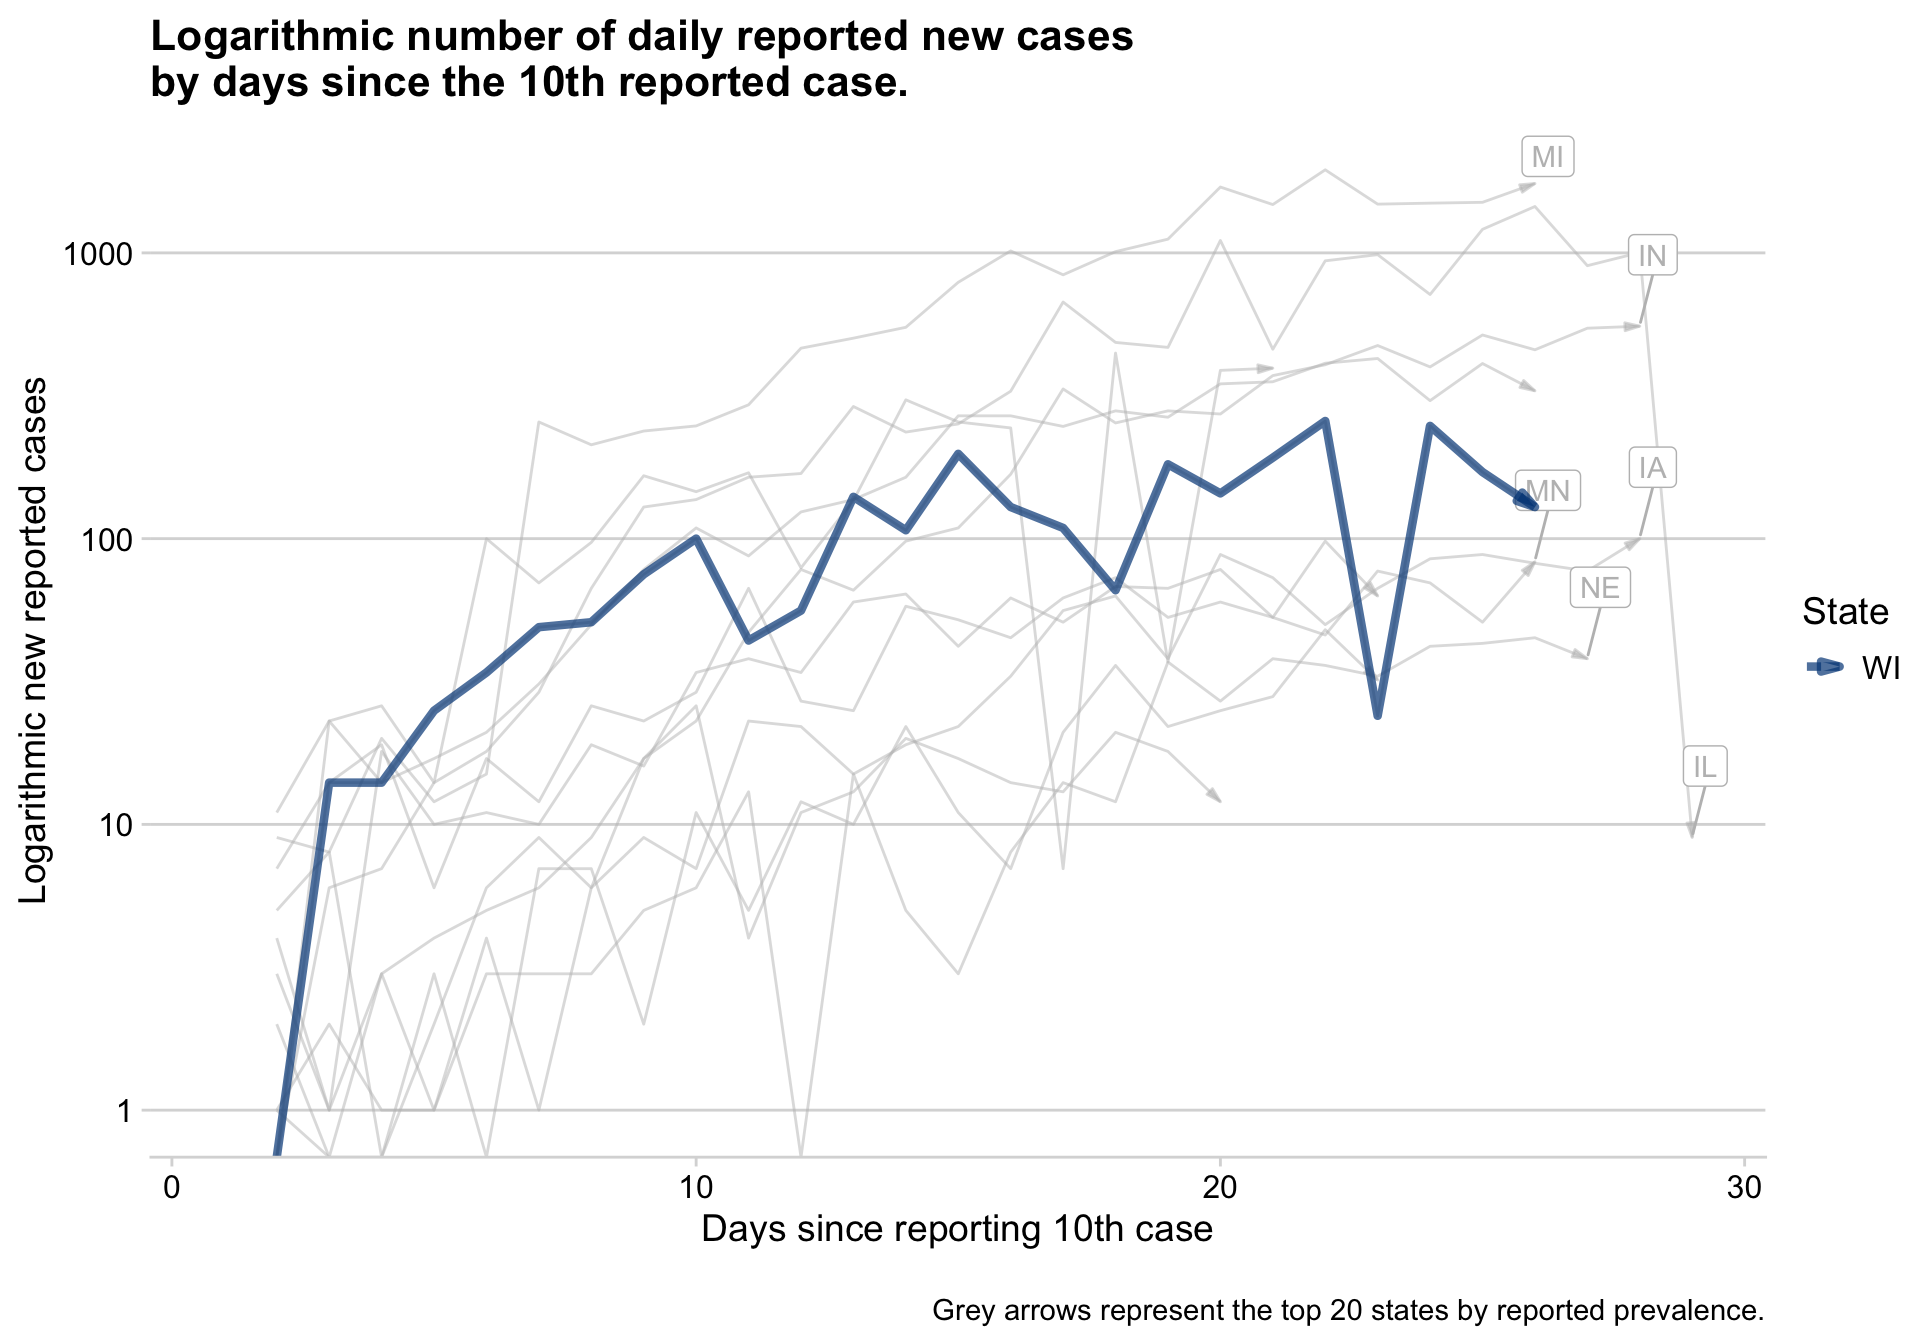 Logarithmic number of daily reported new cases
by days since the 10th reported case.
MI
IN
IA
MN
NE
IL
1000
100
10
1
Logarithmic new reported cases
0
10
20
30
Days since reporting 10th case
State
WI
Grey arrows represent the top 20 states by reported prevalence.